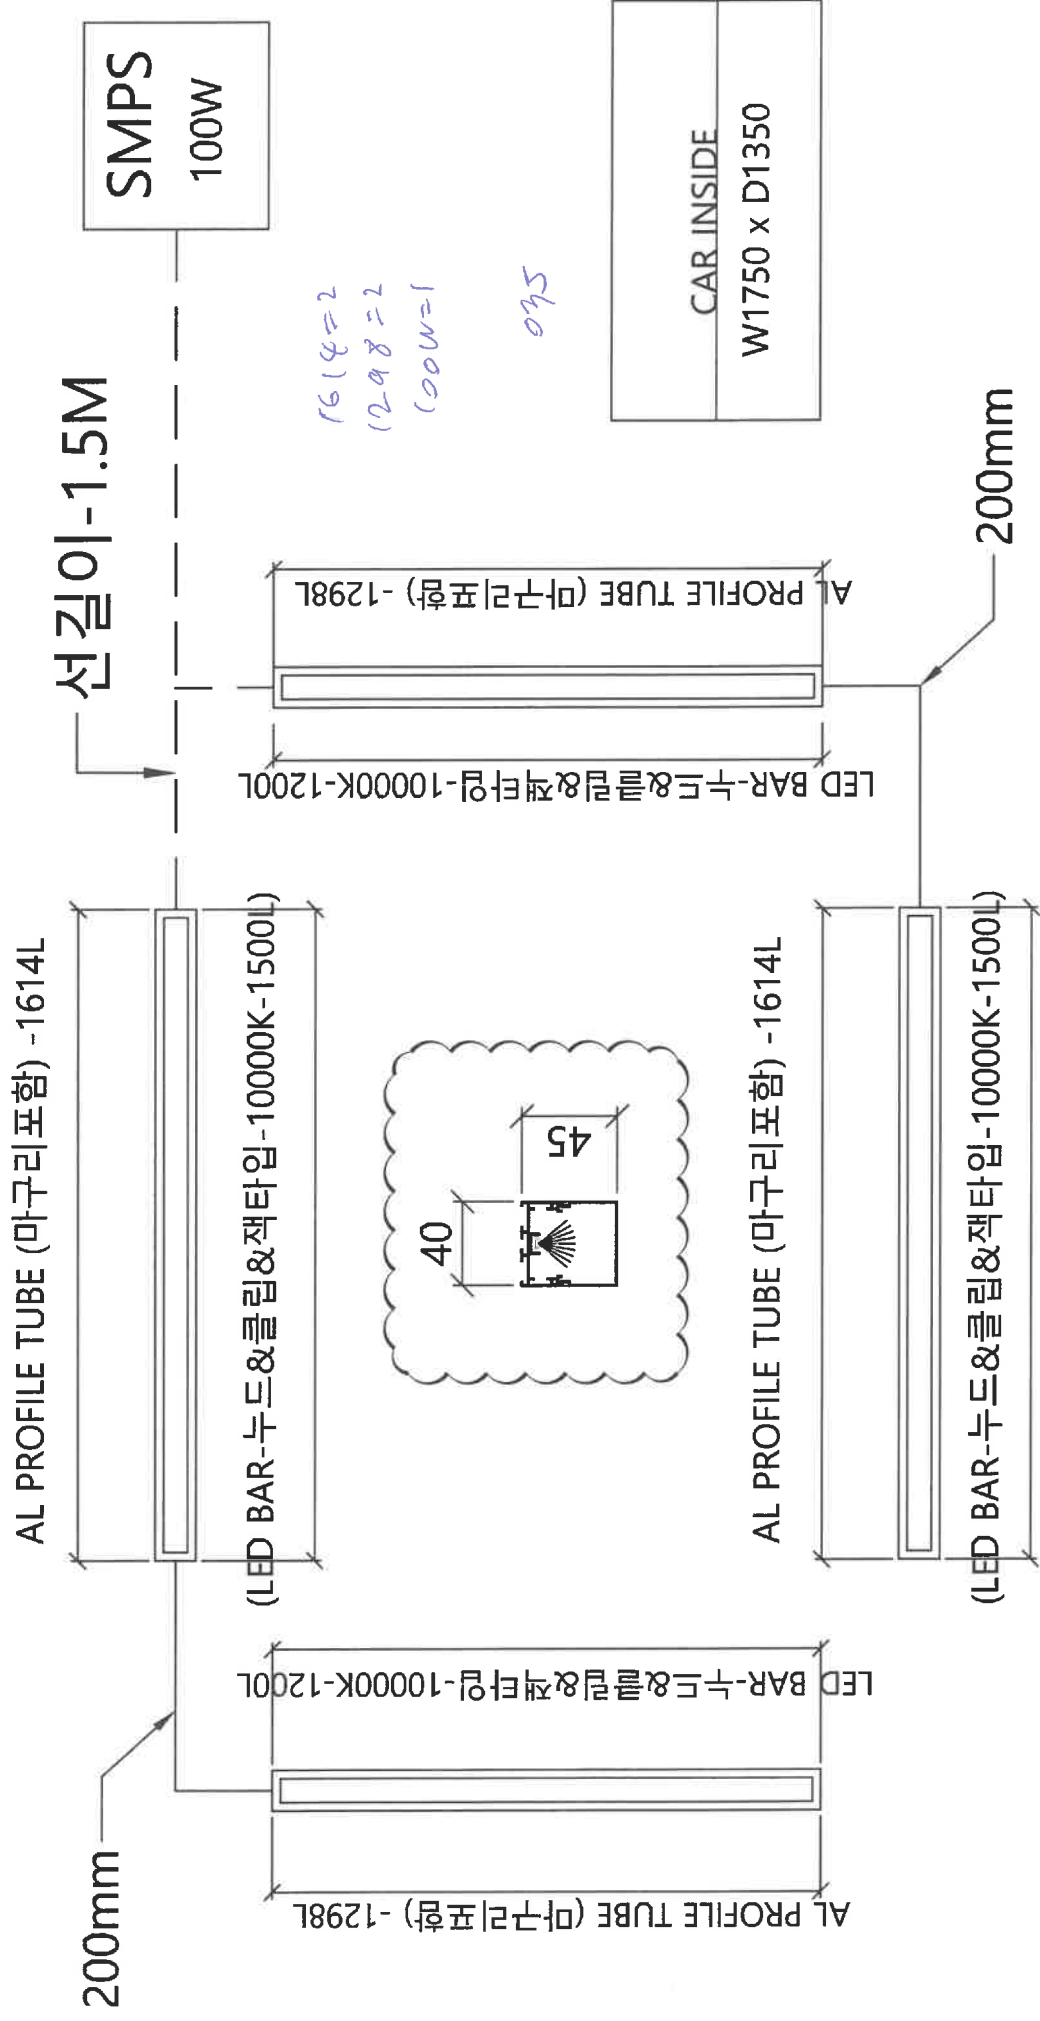 SMPS
100W
선길이-1.5M
1614=2
1298=2
100W=1
035
CAR INSIDE
W1750 x D1350
AL PROFILE TUBE (마구리포함) -1614L
(LED BAR-누드&클립&잭타입-10000K-1500L)
AL PROFILE TUBE (마구리포함) -1298L
LED BAR-누드&클립&잭타입-10000K-1200L
200mm
40
45
AL PROFILE TUBE (마구리포함) -1614L
(LED BAR-누드&클립&잭타입-10000K-1500L)
LED BAR-누드&클립&잭타입-10000K-1200L
AL PROFILE TUBE (마구리포함) -1298L
200mm